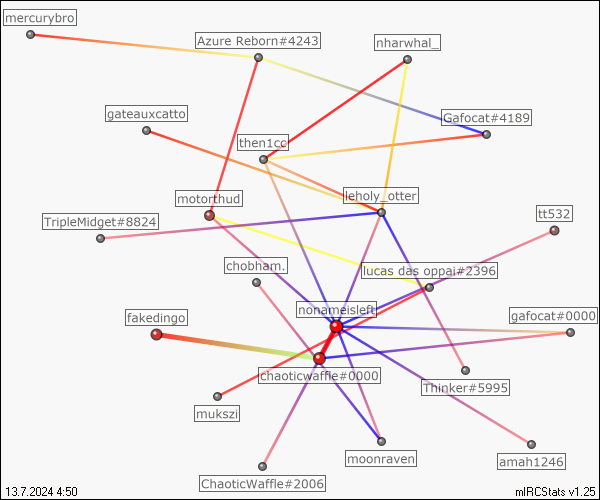 mercurybro
Azure Reborn#4243
nharwhal_
gateauxcatto
Gafocat#4189
then1cc
motorthud
leholy_otter
TripleMidget#8824
tt532
chobham.
lucas das oppai#2396
nonameisleft
fakedingo
gafocat#0000
chaoticwaffle#0000
Thinker#5995
mukszi
moonraven
amah1246
ChaoticWaffle#2006
13.7.2024 4:50
mIRCStats v1.25